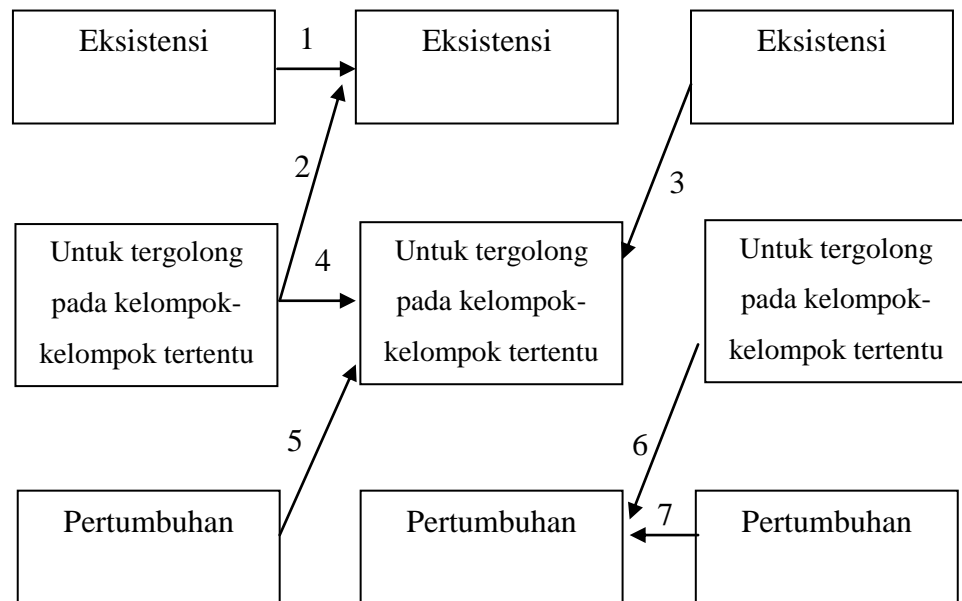 Eksistensi
1
Eksistensi
Eksistensi
2
3
Untuk tergolong
pada kelompok-
kelompok tertentu
4
Untuk tergolong
pada kelompok-
kelompok tertentu
Untuk tergolong
pada kelompok-
kelompok tertentu
5
6
Pertumbuhan
Pertumbuhan
7
Pertumbuhan